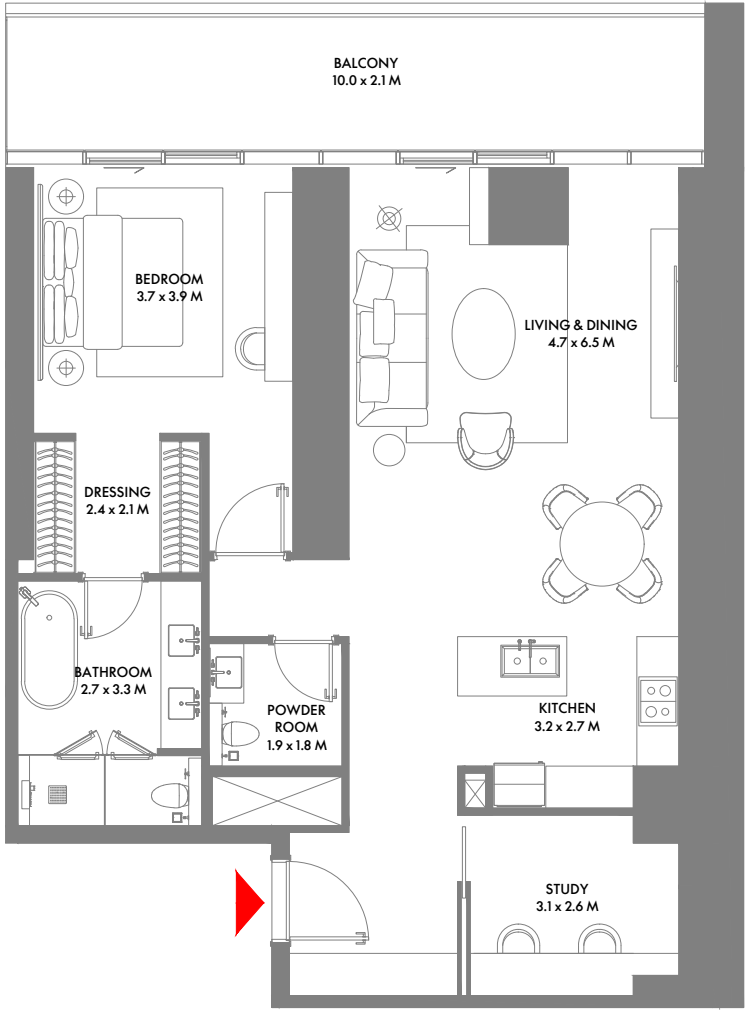 BALCONY
10.0 x 2.1 M
BEDROOM
3.7 x 3.9 M
LIVING & DINING
4.7 x 6.5 M
DRESSING
2.4 x 2.1 M
BATHROOM
2.7 x 3.3 M
POWDER
ROOM
1.9 x 1.8 M
KITCHEN
3.2 x 2.7 M
STUDY
3.1 x 2.6 M